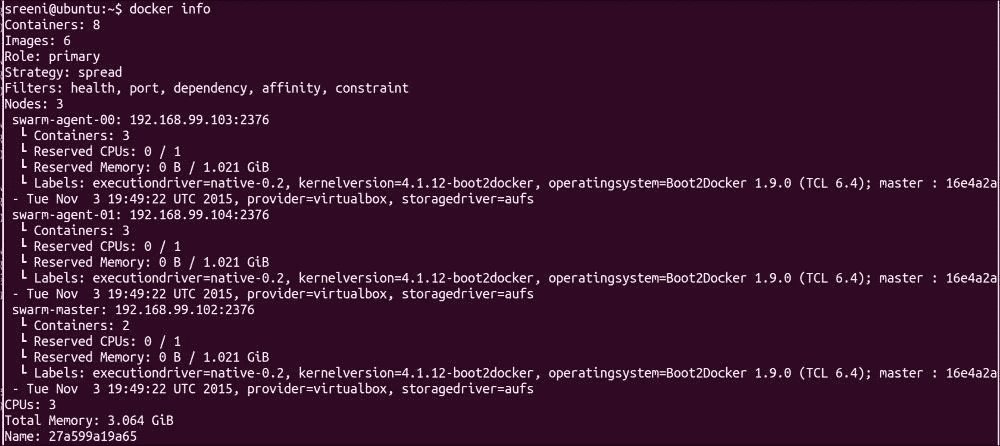 sreeni@ubuntu:~$ docker info
Containers: 8
Images: 6
Role: primary
Strategy: spread
Filters: health, port, dependency, affinity, constraint
Nodes: 3
 swarm-agent-00: 192.168.99.103:2376
  └ Containers: 3
  └ Reserved CPUs: 0 / 1
  └ Reserved Memory: 0 B / 1.021 GiB
  └ Labels: executiondriver=native-0.2, kernelversion=4.1.12-boot2docker, operatingsystem=Boot2Docker 1.9.0 (TCL 6.4); master : 16e4a2a
 - Tue Nov  3 19:49:22 UTC 2015, provider=virtualbox, storagedriver=aufs
 swarm-agent-01: 192.168.99.104:2376
  └ Containers: 3
  └ Reserved CPUs: 0 / 1
  └ Reserved Memory: 0 B / 1.021 GiB
  └ Labels: executiondriver=native-0.2, kernelversion=4.1.12-boot2docker, operatingsystem=Boot2Docker 1.9.0 (TCL 6.4); master : 16e4a2a
 - Tue Nov  3 19:49:22 UTC 2015, provider=virtualbox, storagedriver=aufs
 swarm-master: 192.168.99.102:2376
  └ Containers: 2
  └ Reserved CPUs: 0 / 1
  └ Reserved Memory: 0 B / 1.021 GiB
  └ Labels: executiondriver=native-0.2, kernelversion=4.1.12-boot2docker, operatingsystem=Boot2Docker 1.9.0 (TCL 6.4); master : 16e4a2a
 - Tue Nov  3 19:49:22 UTC 2015, provider=virtualbox, storagedriver=aufs
CPUs: 3
Total Memory: 3.064 GiB
Name: 27a599a19a65